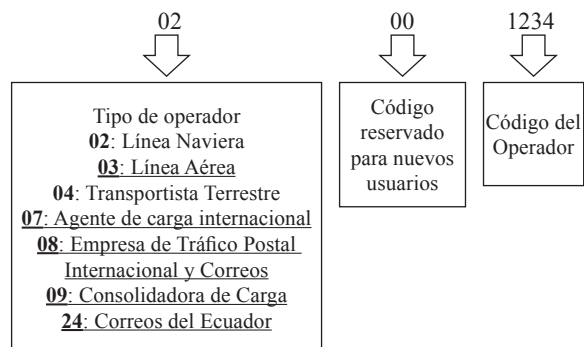 02 00 1234
Tipo de operador
02: Línea Naviera
03: Línea Aérea
04: Transportista Terrestre
07: Agente de carga internacional
08: Empresa de Tráfico Postal
Internacional y Correos
09: Consolidadora de Carga
24: Correos del Ecuador
Código
reservado
para nuevos
usuarios
Código del
Operador